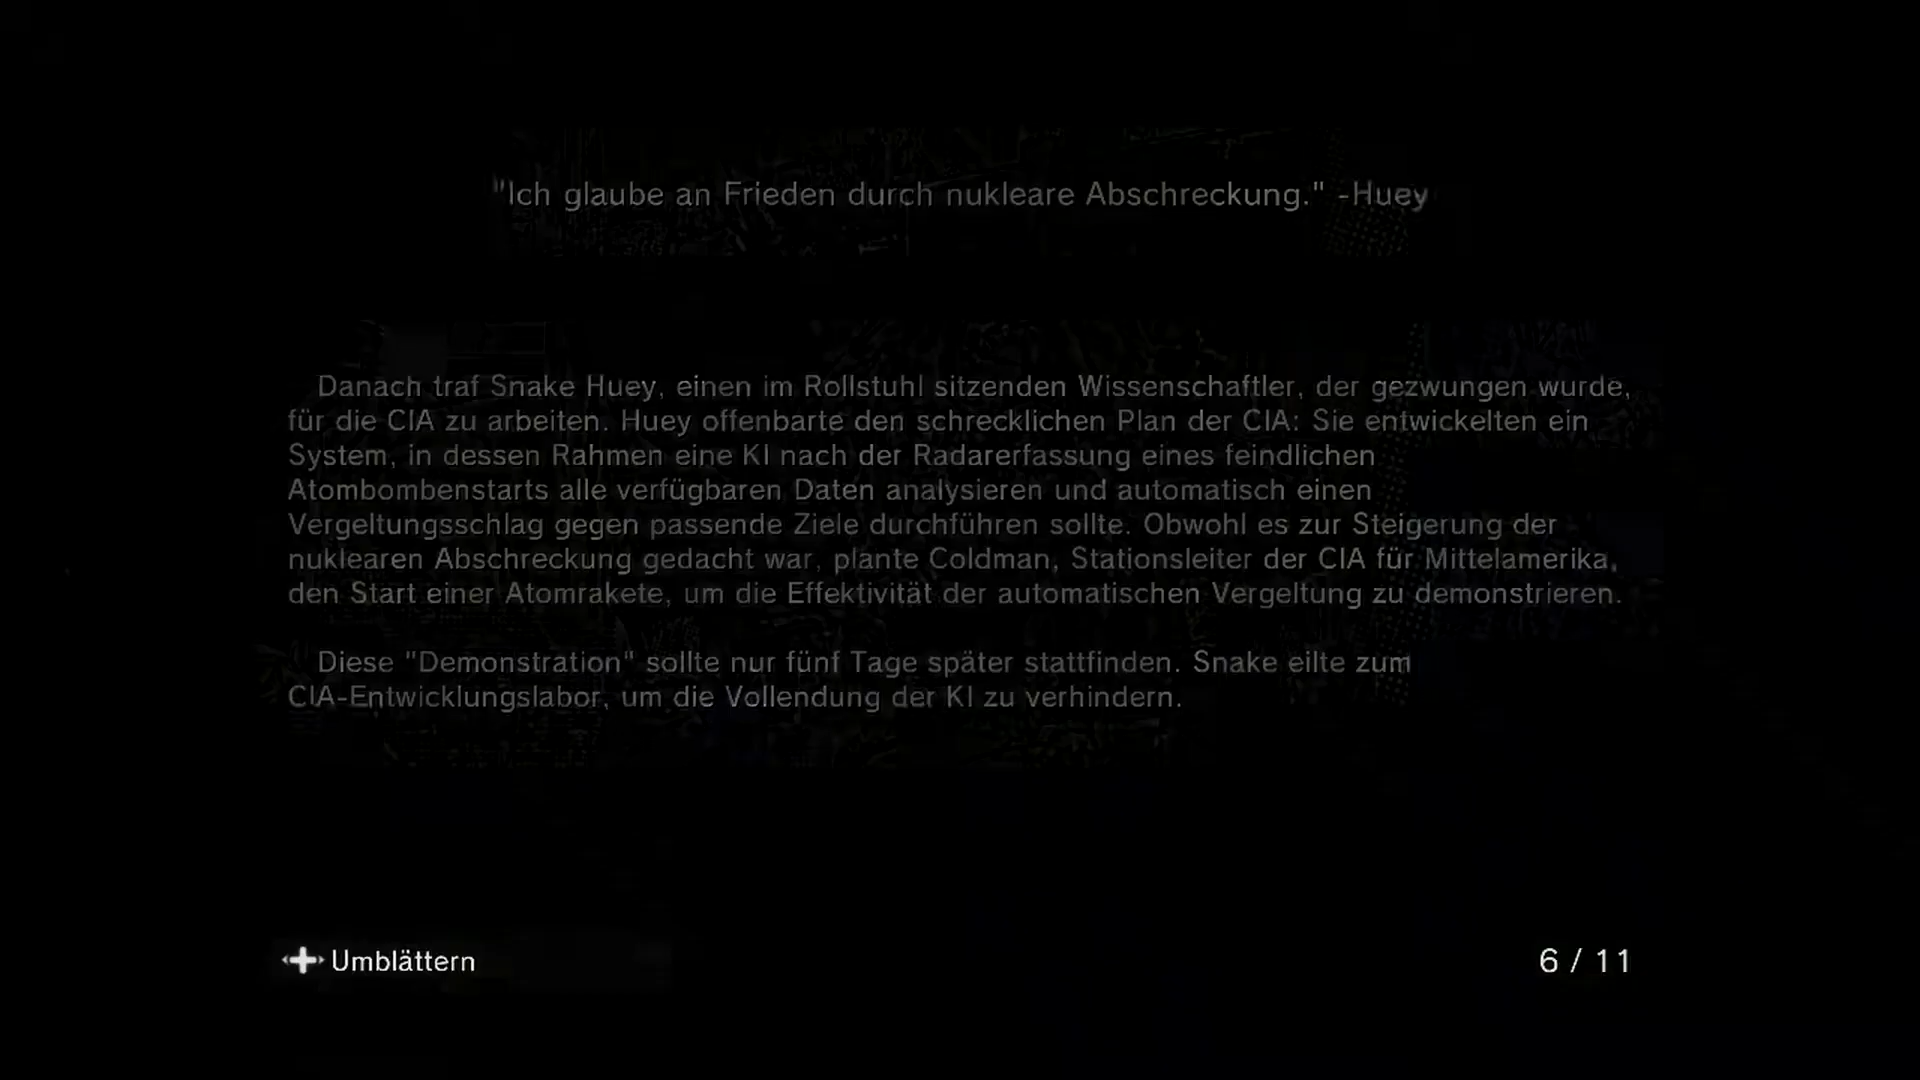 "Ich glaube an Frieden durch nukleare Abschreckung." -Huey
Danach traf Snake Huey, einen im Rollstuhl sitzenden Wissenschaftler, der gezwungen wurde,
für die CIA zu arbeiten. Huey offenbarte den schrecklichen Plan der CIA: Sie entwickelten ein
System, in dessen Rahmen eine KI nach der Radarerfassung eines feindlichen
Atombombenstarts alle verfügbaren Daten analysieren und automatisch einen
Vergeltungsschlag gegen passende Ziele durchführen sollte. Obwohl es zur Steigerung der
nuklearen Abschreckung gedacht war, plante Coldman, Stationsleiter der CIA für Mittelamerika,
den Start einer Atomrakete, um die Effektivität der automatischen Vergeltung zu demonstrieren.
Diese "Demonstration" sollte nur fünf Tage später stattfinden. Snake eilte zum
CIA-Entwicklungslabor, um die Vollendung der KI zu verhindern.
Umblättern
6 / 11